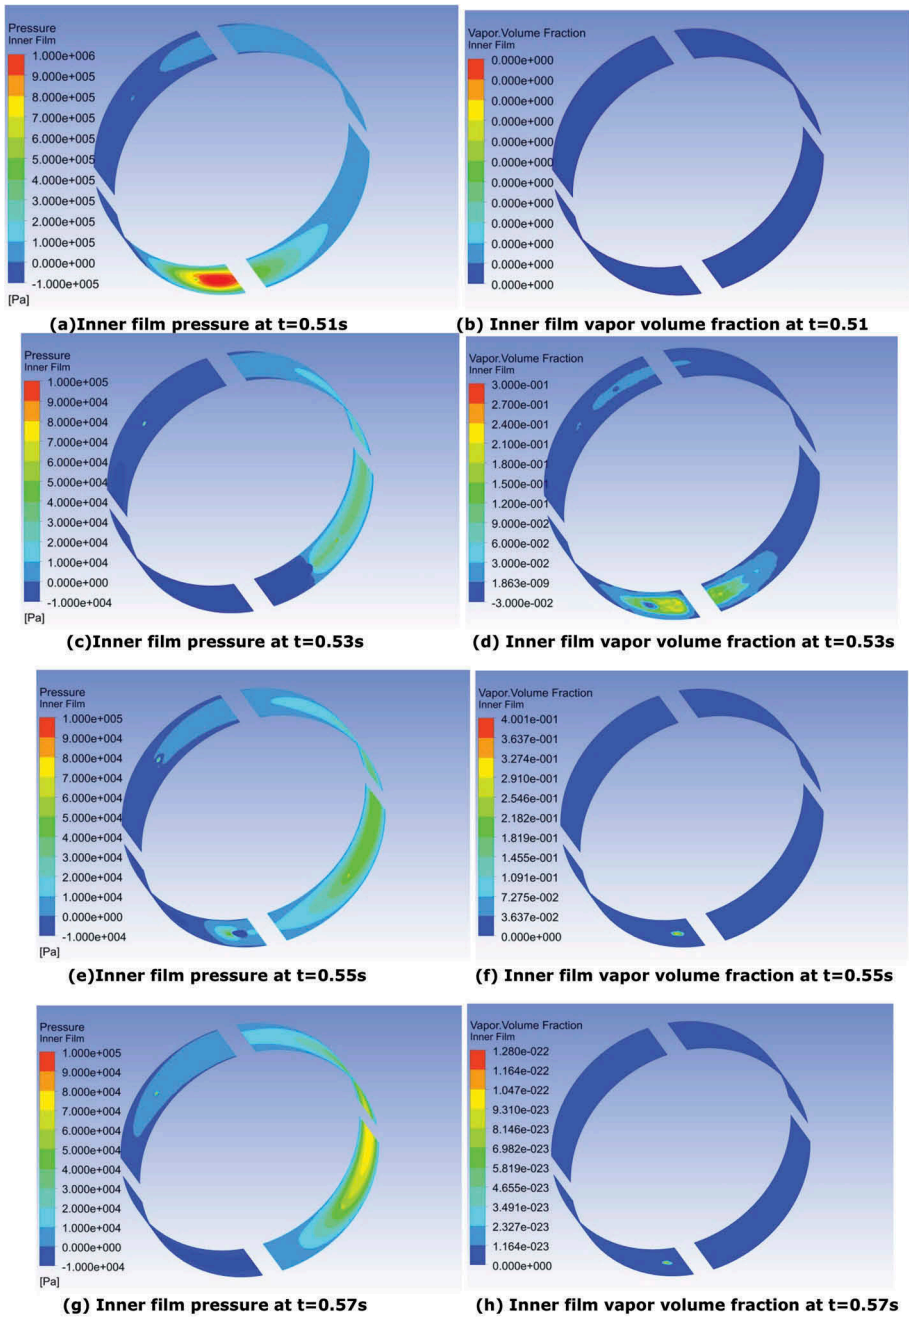 Pressure
Inner Film
1.000e+006
9.000e+005
8.000e+005
7.000e+005
6.000e+005
5.000e+005
4.000e+005
3.000e+005
2.000e+005
1.000e+005
0.000e+000
-1.000e+005
[Pa]
(a)Inner film pressure at t=0.51s
Vapor.Volume Fraction
Inner Film
0.000e+000
0.000e+000
0.000e+000
0.000e+000
0.000e+000
0.000e+000
0.000e+000
0.000e+000
0.000e+000
0.000e+000
0.000e+000
0.000e+000
(b) Inner film vapor volume fraction at t=0.51
Pressure
Inner Film
1.000e+005
9.000e+004
8.000e+004
7.000e+004
6.000e+004
5.000e+004
4.000e+004
3.000e+004
2.000e+004
1.000e+004
0.000e+000
-1.000e+004
[Pa]
(c)Inner film pressure at t=0.53s
Vapor.Volume Fraction
Inner Film
3.000e-001
2.700e-001
2.400e-001
2.100e-001
1.800e-001
1.500e-001
1.200e-001
9.000e-002
6.000e-002
3.000e-002
1.863e-009
-3.000e-002
(d) Inner film vapor volume fraction at t=0.53s
Pressure
Inner Film
1.000e+005
9.000e+004
8.000e+004
7.000e+004
6.000e+004
5.000e+004
4.000e+004
3.000e+004
2.000e+004
1.000e+004
0.000e+000
-1.000e+004
[Pa]
(e)Inner film pressure at t=0.55s
Vapor.Volume Fraction
Inner Film
4.001e-001
3.637e-001
3.274e-001
2.910e-001
2.546e-001
2.182e-001
1.819e-001
1.455e-001
1.091e-001
7.275e-002
3.637e-002
0.000e+000
(f) Inner film vapor volume fraction at t=0.55s
Pressure
Inner Film
1.000e+005
9.000e+004
8.000e+004
7.000e+004
6.000e+004
5.000e+004
4.000e+004
3.000e+004
2.000e+004
1.000e+004
0.000e+000
-1.000e+004
[Pa]
(g) Inner film pressure at t=0.57s
Vapor.Volume Fraction
Inner Film
1.280e-022
1.164e-022
1.047e-022
9.310e-023
8.146e-023
6.982e-023
5.819e-023
4.655e-023
3.491e-023
2.327e-023
1.164e-023
0.000e+000
(h) Inner film vapor volume fraction at t=0.57s